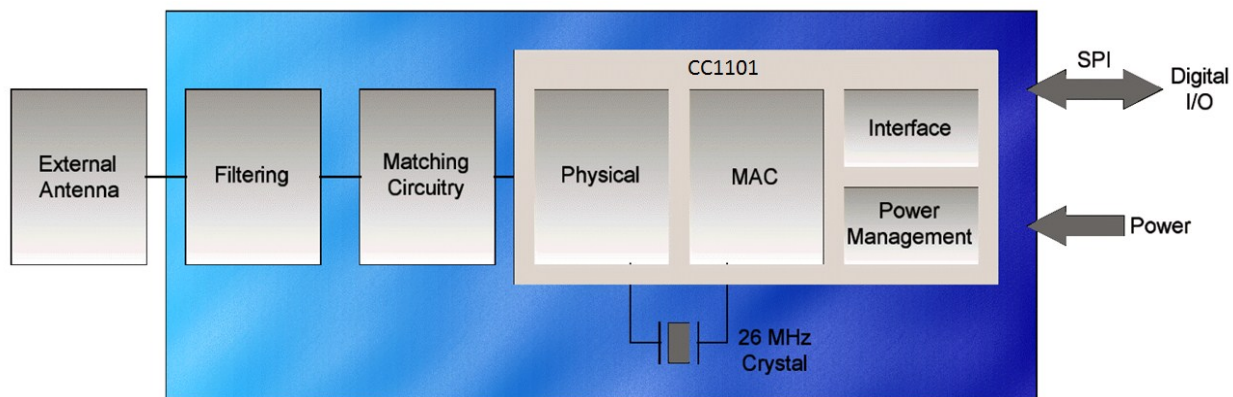 CC1101
SPI
Digital
I/O
External
Antenna
Filtering
Matching
Circuitry
Physical
MAC
Interface
Power
Management
Power
26 MHz
Crystal